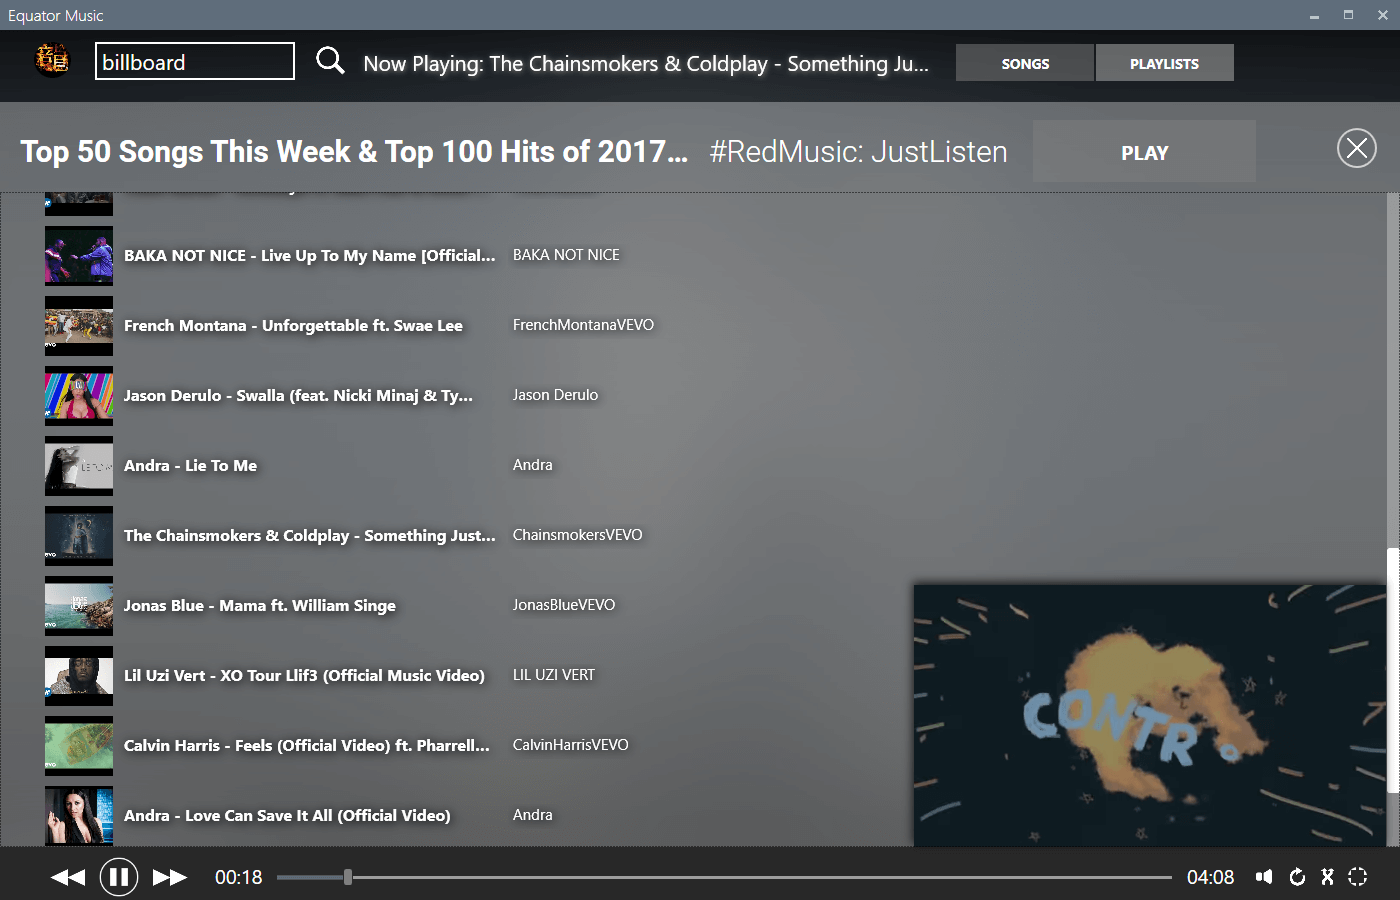 Equator Music
billboard
Now Playing: The Chainsmokers & Coldplay - Something Ju...
SONGS
PLAYLISTS
Top 50 Songs This Week & Top 100 Hits of 2017...
#RedMusic: JustListen
PLAY
BAKA NOT NICE - Live Up To My Name [Official...
BAKA NOT NICE
French Montana - Unforgettable ft. Swae Lee
FrenchMontanaVEVO
Jason Derulo - Swalla (feat. Nicki Minaj & Ty...
Jason Derulo
Andra - Lie To Me
Andra
The Chainsmokers & Coldplay - Something Just...
ChainsmokersVEVO
Jonas Blue - Mama ft. William Singe
JonasBlueVEVO
Lil Uzi Vert - XO Tour Llif3 (Official Music Video)
LIL UZI VERT
Calvin Harris - Feels (Official Video) ft. Pharrell...
CalvinHarrisVEVO
Andra - Love Can Save It All (Official Video)
Andra
CONTR
00:18
04:08